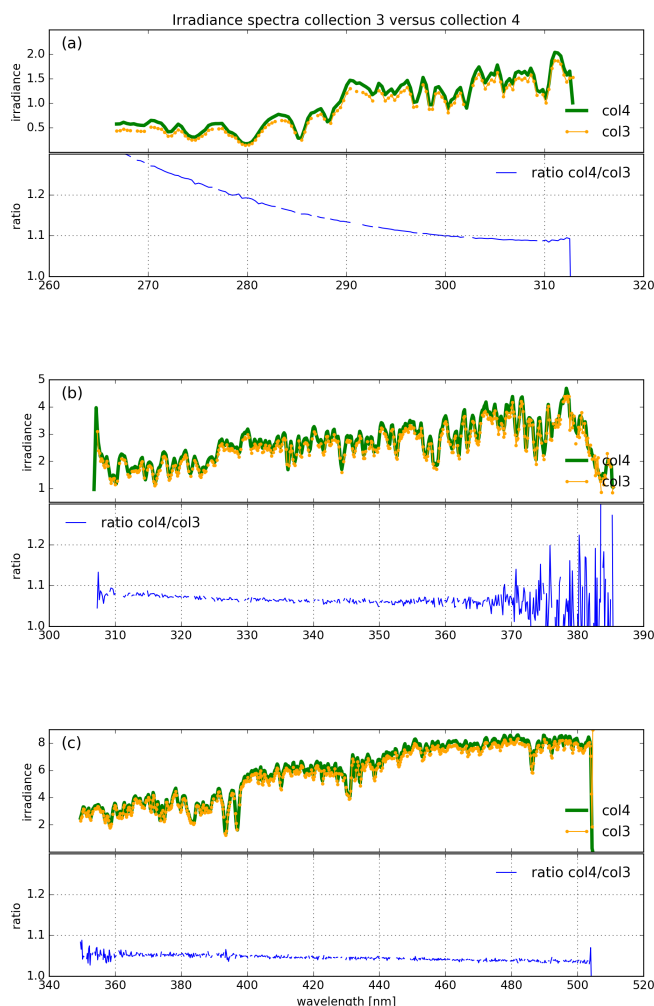 Irradiance spectra collection 3 versus collection 4
(a)
2.0
1.5
1.0
0.5
irradiance
col4
col3
ratio col4/col3
1.2
1.1
1.0
ratio
260 270 280 290 300 310 320
(b)
5
4
3
2
1
irradiance
col4
col3
ratio col4/col3
1.2
1.1
1.0
ratio
300 310 320 330 340 350 360 370 380 390
(c)
8
6
4
2
irradiance
col4
col3
ratio col4/col3
1.2
1.1
1.0
ratio
340 360 380 400 420 440 460 480 500 520
wavelength [nm]